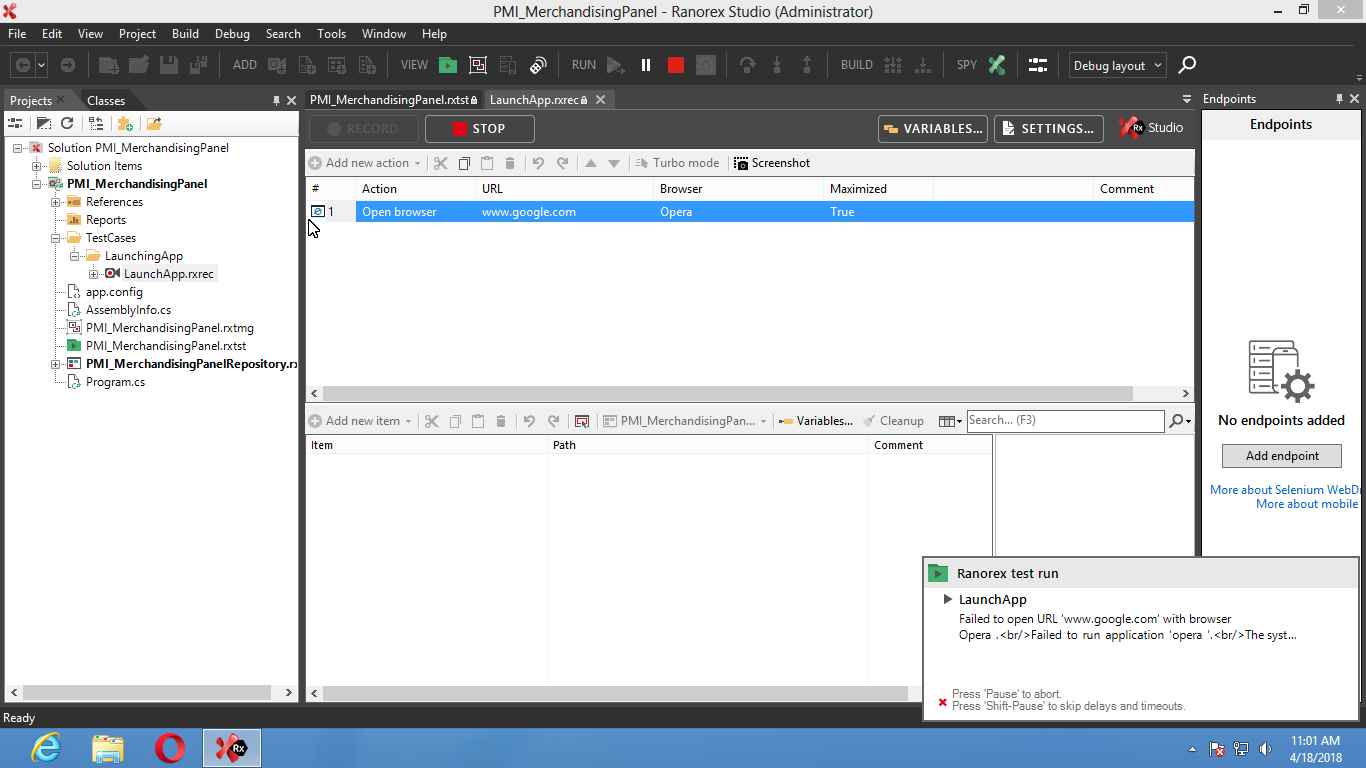 PMI_MerchandisingPanel - Ranorex Studio (Administrator)
File Edit View Project Build Debug Search Tools Window Help
ADD VIEW RUN BUILD SPY Debug layout
Projects Classes
PMI_MerchandisingPanel.rxtst LaunchApp.rxrec
Endpoints
Solution PMI_MerchandisingPanel
Solution Items
PMI_MerchandisingPanel
References
Reports
TestCases
LaunchingApp
LaunchApp.rxrec
app.config
AssemblyInfo.cs
PMI_MerchandisingPanel.rxtmg
PMI_MerchandisingPanel.rxtst
PMI_MerchandisingPanelRepository.rx
Program.cs
RECORD STOP VARIABLES... SETTINGS... Rx Studio
Add new action Turbo mode Screenshot
# Action URL Browser Maximized Comment
1 Open browser www.google.com Opera True
Add new item PMI_MerchandisingPan... Variables... Cleanup Search... (F3)
Item Path Comment
Endpoints
No endpoints added
Add endpoint
More about Selenium WebDr
More about mobile
Ranorex test run
LaunchApp
Failed to open URL 'www.google.com' with browser
Opera .<br/>Failed to run application 'opera '.<br/>The syst...
Press 'Pause' to abort.
Press 'Shift-Pause' to skip delays and timeouts.
Ready
Rx
11:01 AM
4/18/2018